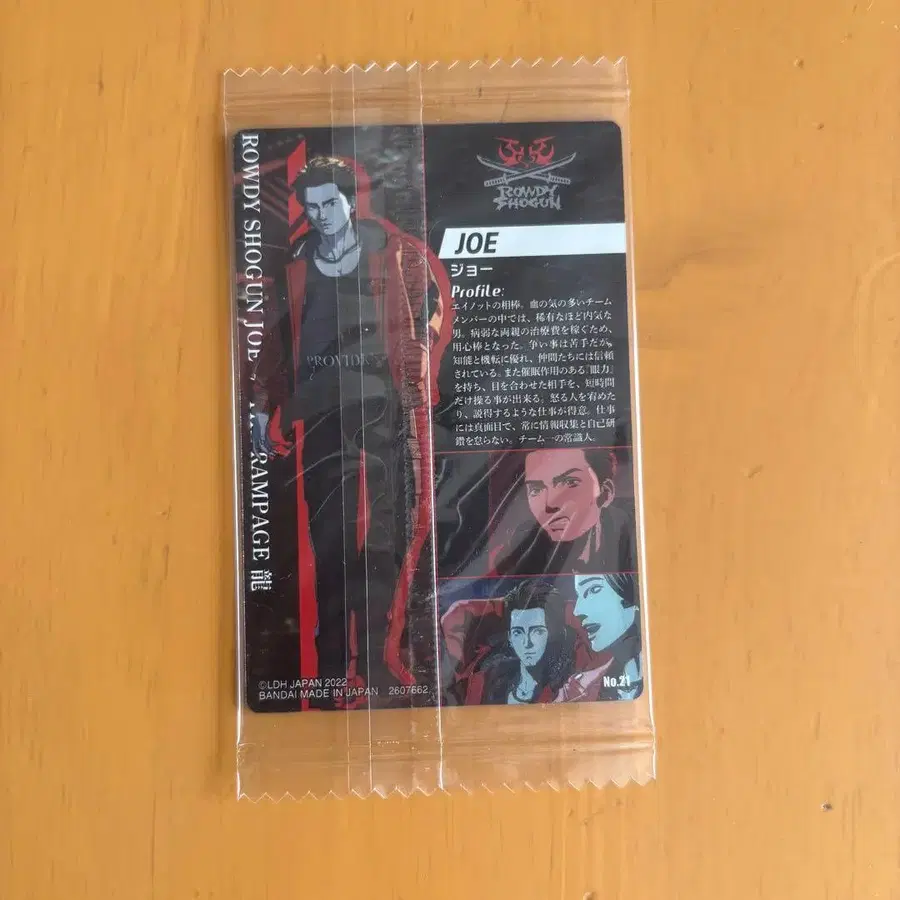 ROWDY
SHOGUN
JOE
ジョー
Profile:
エイノットの相棒。血の気の多いチーム
メンバーの中では、稀有なほど内気な
男。病弱な両親の治療費を稼ぐため、
用心棒となった。争い事は苦手だが、
知能と機転に優れ、仲間たちには信頼
されている。また催眠作用のある『眼力』
を持ち、目を合わせた相手を、短時間
だけ操る事が出来る。怒る人を宥めた
り、説得するような仕事が得意。仕事
には真面目で、常に情報収集と自己研
鑽を怠らない。チーム一の常識人。
ROWDY SHOGUN JOE RAMPAGE 龍
©LDH JAPAN 2022
BANDAI MADE IN JAPAN 2607662
No.21